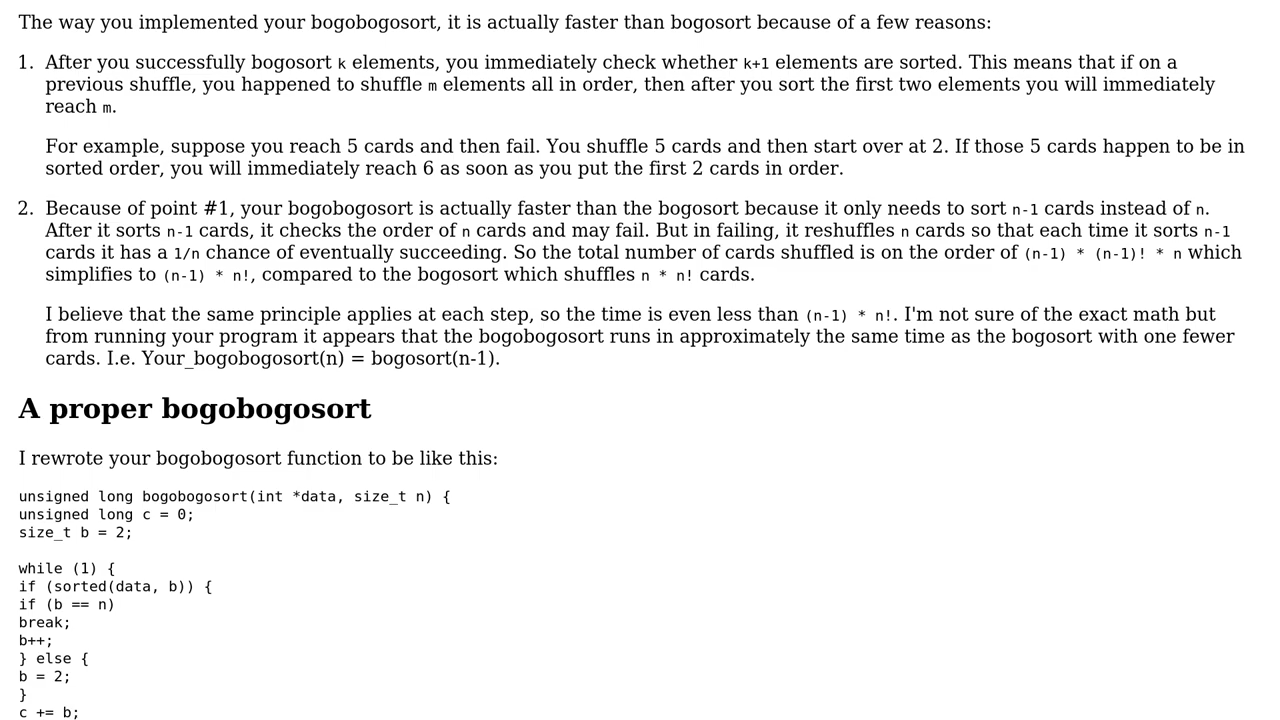 The way you implemented your bogobogosort, it is actually faster than bogosort because of a few reasons:
1. After you successfully bogosort k elements, you immediately check whether k+1 elements are sorted. This means that if on a
previous shuffle, you happened to shuffle m elements all in order, then after you sort the first two elements you will immediately
reach m.
For example, suppose you reach 5 cards and then fail. You shuffle 5 cards and then start over at 2. If those 5 cards happen to be in
sorted order, you will immediately reach 6 as soon as you put the first 2 cards in order.
2. Because of point #1, your bogobogosort is actually faster than the bogosort because it only needs to sort n-1 cards instead of n.
After it sorts n-1 cards, it checks the order of n cards and may fail. But in failing, it reshuffles n cards so that each time it sorts n-1
cards it has a 1/n chance of eventually succeeding. So the total number of cards shuffled is on the order of (n-1) * (n-1)! * n which
simplifies to (n-1) * n!, compared to the bogosort which shuffles n * n! cards.
I believe that the same principle applies at each step, so the time is even less than (n-1) * n!. I'm not sure of the exact math but
from running your program it appears that the bogobogosort runs in approximately the same time as the bogosort with one fewer
cards. I.e. Your_bogobogosort(n) = bogosort(n-1).
A proper bogobogosort
I rewrote your bogobogosort function to be like this:
unsigned long bogobogosort(int *data, size_t n) {
unsigned long c = 0;
size_t b = 2;
while (1) {
if (sorted(data, b)) {
if (b == n)
break;
b++;
} else {
b = 2;
}
c += b;